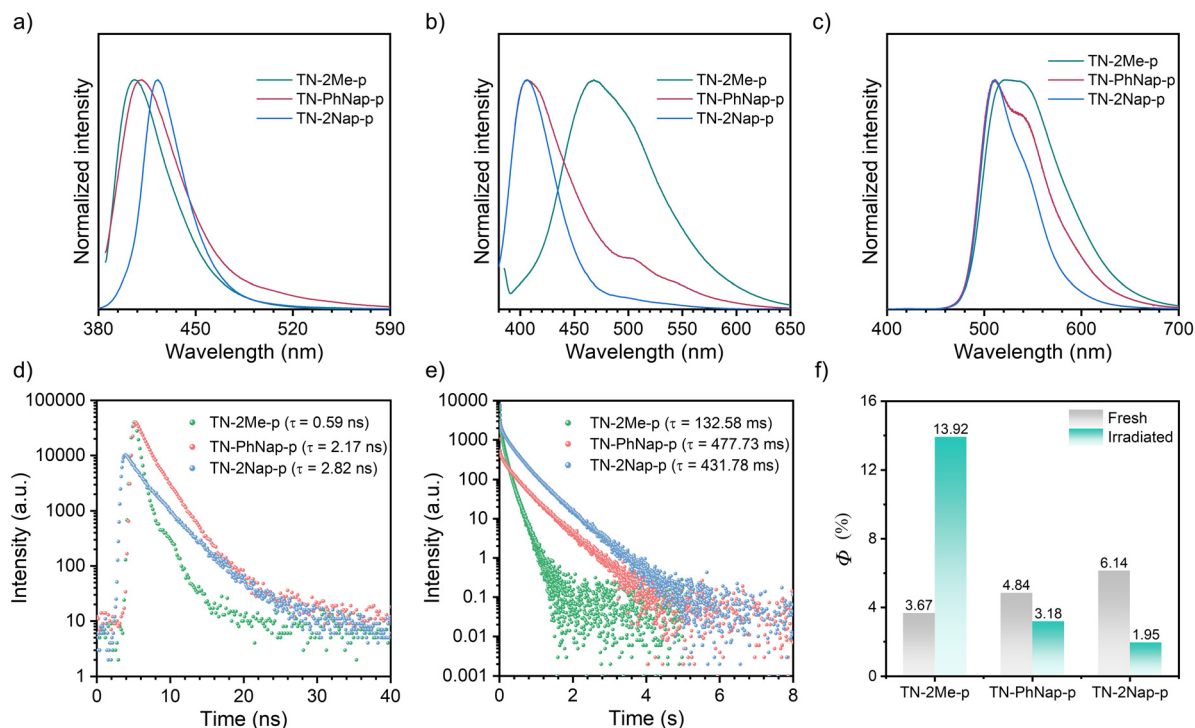 a)
Normalized intensity
TN-2Me-p
TN-PhNap-p
TN-2Nap-p
380 450 520 590
Wavelength (nm)
b)
Normalized intensity
TN-2Me-p
TN-PhNap-p
TN-2Nap-p
400 450 500 550 600 650
Wavelength (nm)
c)
Normalized intensity
TN-2Me-p
TN-PhNap-p
TN-2Nap-p
400 500 600 700
Wavelength (nm)
d)
Intensity (a.u.)
100000
10000
1000
100
10
1
TN-2Me-p (τ = 0.59 ns)
TN-PhNap-p (τ = 2.17 ns)
TN-2Nap-p (τ = 2.82 ns)
0 10 20 30 40
Time (ns)
e)
Intensity (a.u.)
10000
1000
100
10
1
0.1
0.01
0.001
TN-2Me-p (τ = 132.58 ms)
TN-PhNap-p (τ = 477.73 ms)
TN-2Nap-p (τ = 431.78 ms)
0 2 4 6 8
Time (s)
f)
Φ (%)
16
12
8
4
0
Fresh
Irradiated
3.67
13.92
4.84
3.18
6.14
1.95
TN-2Me-p TN-PhNap-p TN-2Nap-p